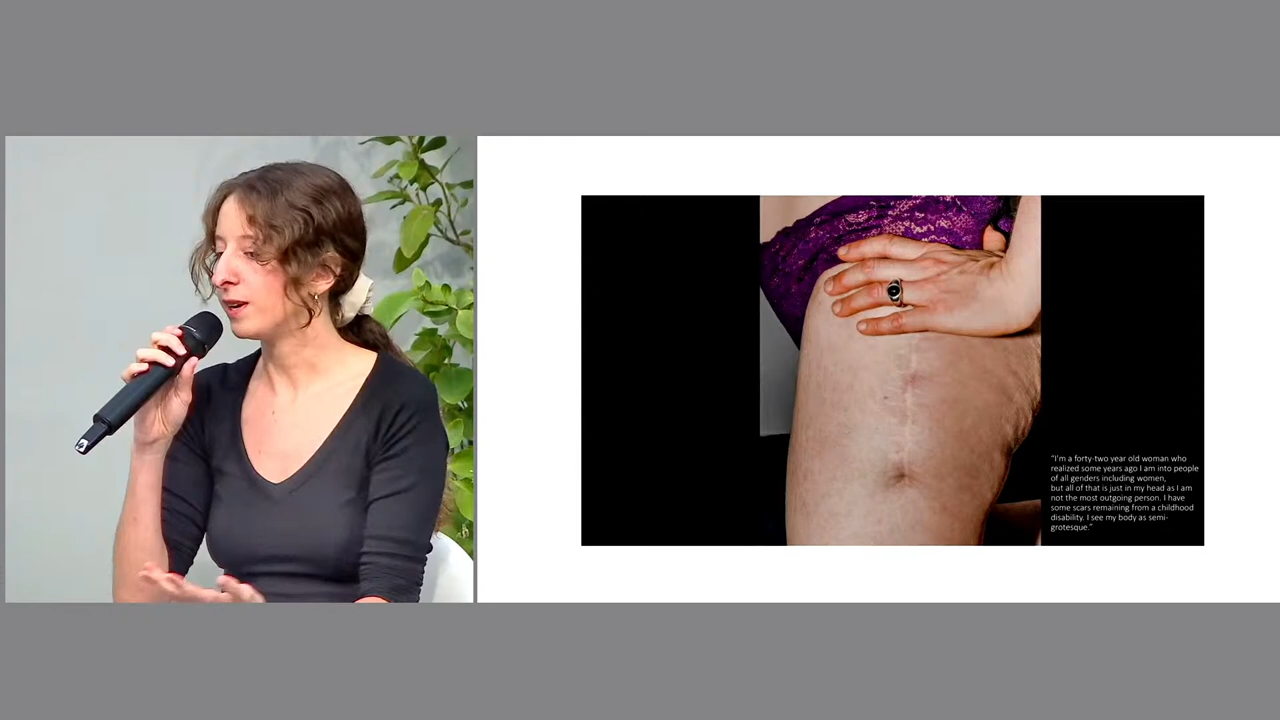 “I’m a forty-two year old woman who
realized some years ago I am into people
of all genders including women,
but all of that is just in my head as I am
not the most outgoing person. I have
some scars remaining from a childhood
disability. I see my body as semi-
grotesque.”